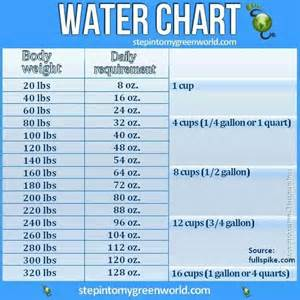 WATER CHART
stepintomygreenworld.com
Body weight Daily requirement
20 lbs 8 oz. 1 cup
40 lbs 16 oz.
60 lbs 24 oz.
80 lbs 32 oz. 4 cups (1/4 gallon or 1 quart)
100 lbs 40 oz.
120 lbs 48 oz.
140 lbs 54 oz.
160 lbs 64 oz. 8 cups (1/2 gallon)
180 lbs 72 oz.
200 lbs 80 oz.
220 lbs 88 oz.
240 lbs 96 oz. 12 cups (3/4 gallon)
260 lbs 104 oz.
280 lbs 112 oz. Source:
300 lbs 120 oz. fullspike.com
320 lbs 128 oz. 16 cups (1 gallon or 4 quarts)
stepintomygreenworld.com